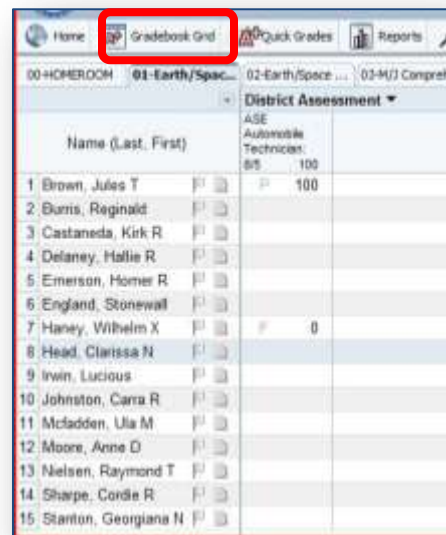 Home Gradebook Grid Quick Grades Reports
00-HOMEROOM 01-Earth/Spac... 02-Earth/Space ... 03-M/J Compreh
District Assessment
Name (Last, First)
ASE
Automobile
Technician:
8/5 100
1 Brown, Jules T 100
2 Burris, Reginald
3 Castaneda, Kirk R
4 Delaney, Hallie R
5 Emerson, Homer R
6 England, Stonewall
7 Haney, Wilhelm X 0
8 Head, Clarissa N
9 Irwin, Lucious
10 Johnston, Carra R
11 Mcfadden, Ula M
12 Moore, Anne D
13 Nielsen, Raymond T
14 Sharpe, Cordie R
15 Stanton, Georgiana N